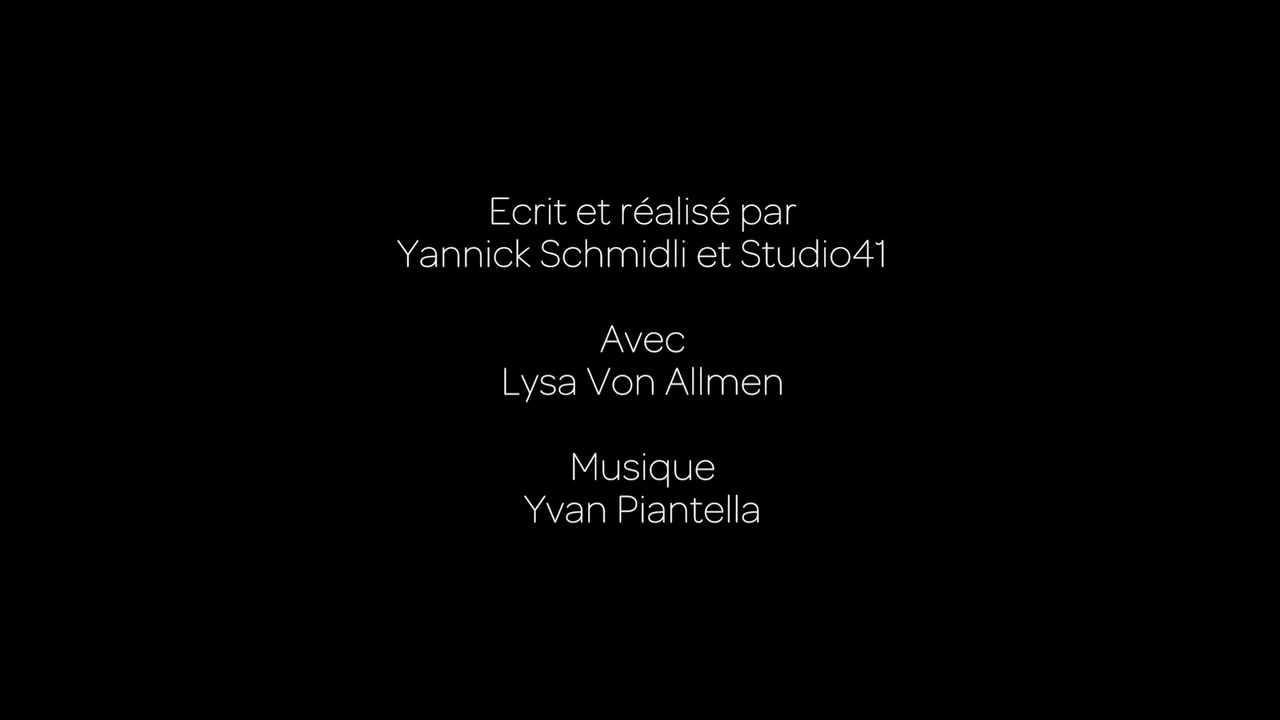 Ecrit et réalisé par
Yannick Schmidli et Studio41
Avec
Lysa Von Allmen
Musique
Yvan Piantella